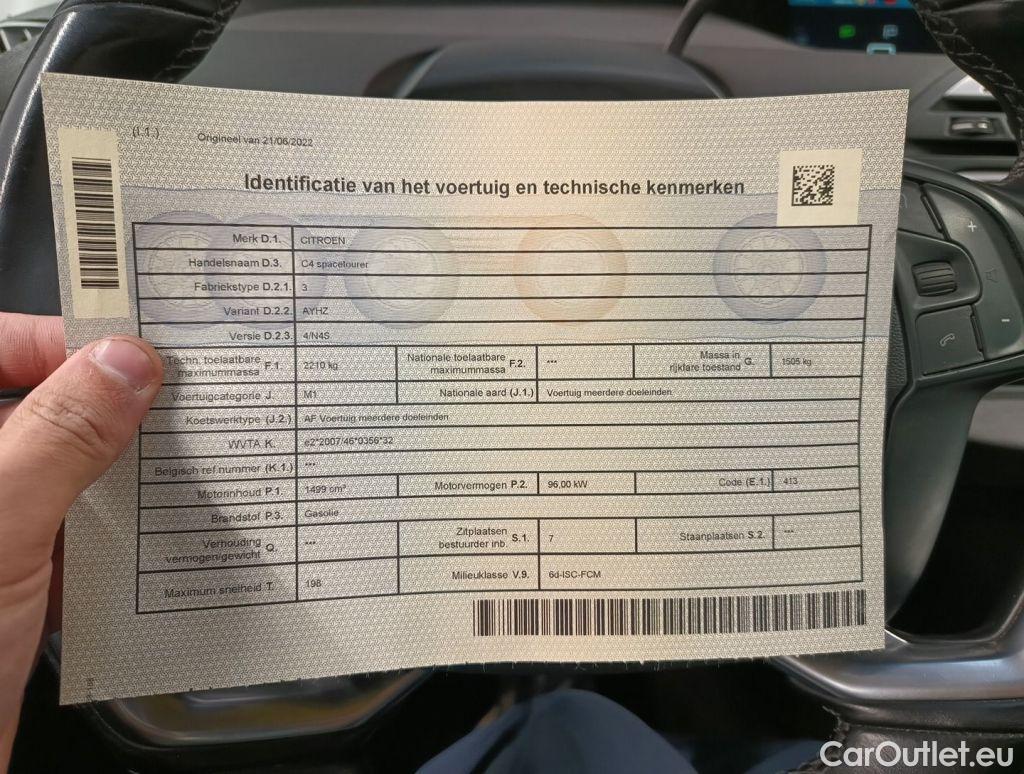 (I.1.) Origineel van 21/06/2022
Identificatie van het voertuig en technische kenmerken
Merk D.1. CITROEN
Handelsnaam D.3. C4 spacetourer
Fabriekstype D.2.1. 3
Variant D.2.2. AYHZ
Versie D.2.3. 4/N4S
Techn. toelaatbare maximummassa F.1. 2210 kg Nationale toelaatbare maximummassa F.2. *** Massa in rijklare toestand G. 1505 kg
Voertuigcategorie J. M1 Nationale aard (J.1.) Voertuig meerdere doeleinden
Koetswerktype (J.2.) AF Voertuig meerdere doeleinden
WVTA K. e2*2007/46*0356*32
Belgisch ref.nummer (K.1.) ***
Motorinhoud P.1. 1499 cm³ Motorvermogen P.2. 96,00 kW Code (E.1.) 413
Brandstof P.3. Gasolie
Verhouding vermogen/gewicht Q. *** Zitplaatsen bestuurder inb. S.1. 7 Staanplaatsen S.2. ***
Maximum snelheid T. 198 Milieuklasse V.9. 6d-ISC-FCM
CarOutlet.eu